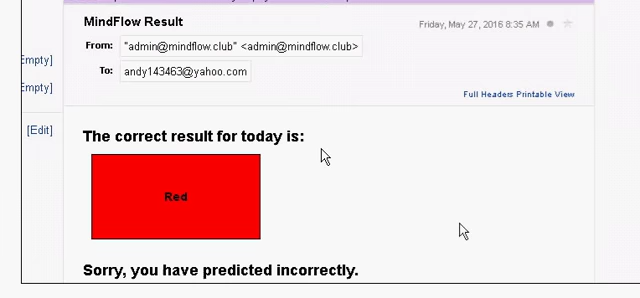 MindFlow Result
Friday, May 27, 2016 8:35 AM
From: "admin@mindflow.club" <admin@mindflow.club>
Empty]
To: andy143463@yahoo.com
Empty]
Full Headers Printable View
[Edit]
The correct result for today is:
Red
Sorry, you have predicted incorrectly.